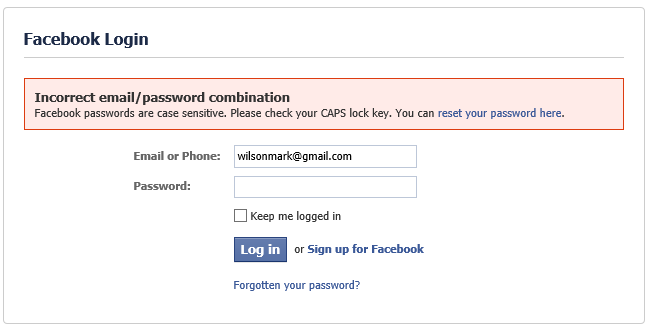 Facebook Login
Incorrect email/password combination
Facebook passwords are case sensitive. Please check your CAPS lock key. You can reset your password here.
Email or Phone: wilsonmark@gmail.com
Password:
Keep me logged in
Log in or Sign up for Facebook
Forgotten your password?